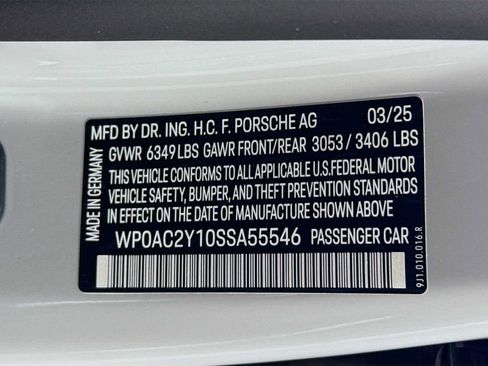 MFD BY DR. ING. H.C. F. PORSCHE AG 03/25
GVWR 6349 LBS GAWR FRONT/REAR 3053 / 3406 LBS
THIS VEHICLE CONFORMS TO ALL APPLICABLE U.S.FEDERAL MOTOR
VEHICLE SAFETY, BUMPER, AND THEFT PREVENTION STANDARDS
IN EFFECT ON THE DATE OF MANUFACTURE SHOWN ABOVE
WP0AC2Y10SSA55546 PASSENGER CAR
MADE IN GERMANY
9J1.010.016.R